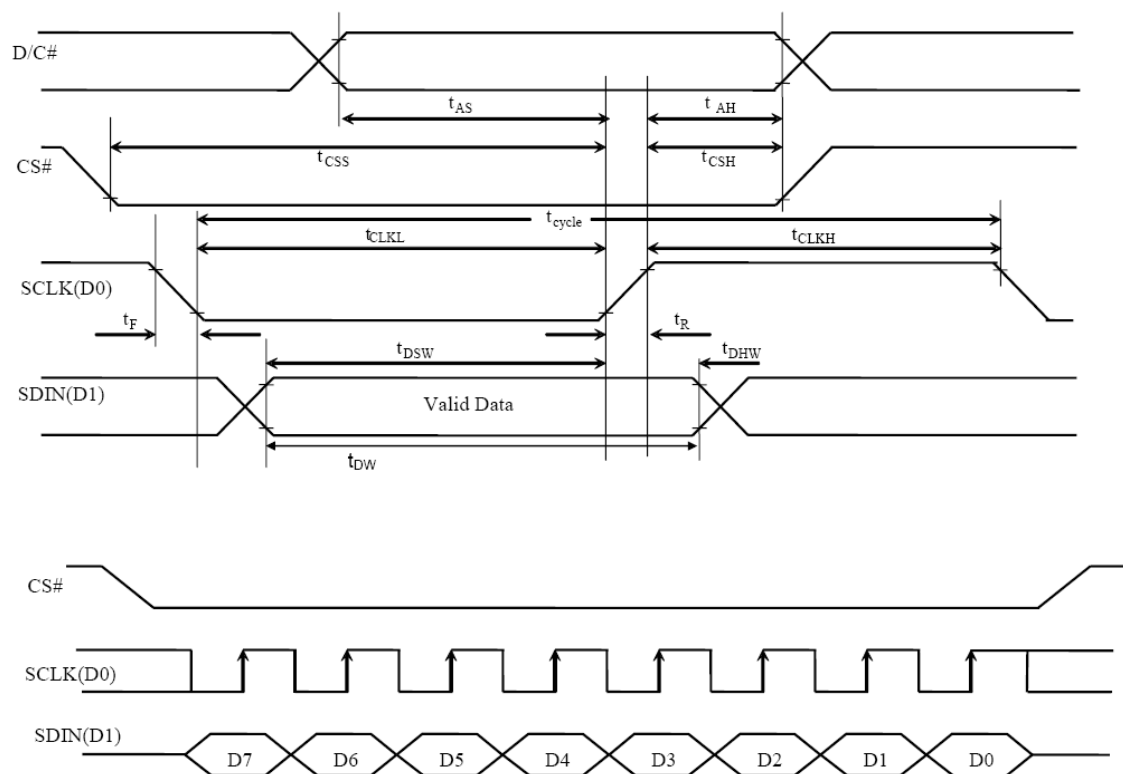 D/C#
tAS
t AH
CS#
tCSS
tCSH
tcycle
tCLKL
tCLKH
SCLK(D0)
tF
tR
tDSW
tDHW
SDIN(D1)
Valid Data
tDW
CS#
SCLK(D0)
SDIN(D1)
D7 D6 D5 D4 D3 D2 D1 D0